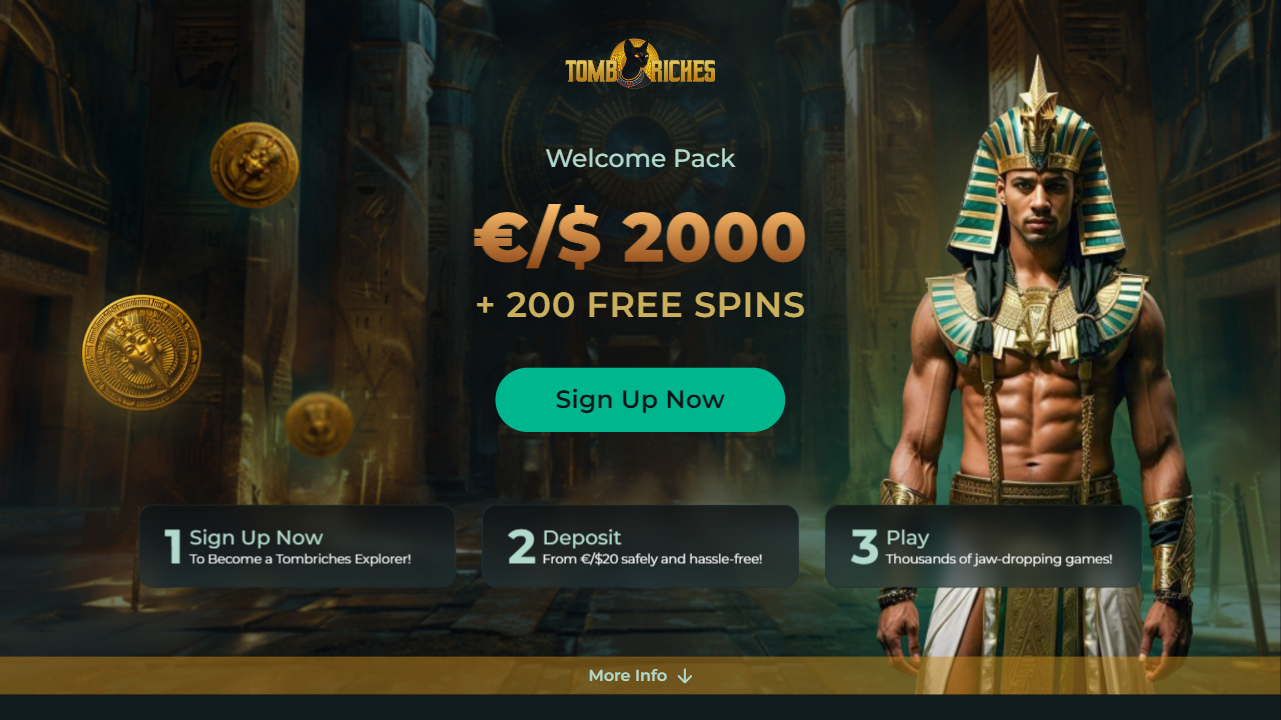 TOMB RICHES
Welcome Pack
€/$ 2000
+ 200 FREE SPINS
Sign Up Now
1 Sign Up Now
To Become a Tombriches Explorer!
2 Deposit
From €/$20 safely and hassle-free!
3 Play
Thousands of jaw-dropping games!
More Info ↓